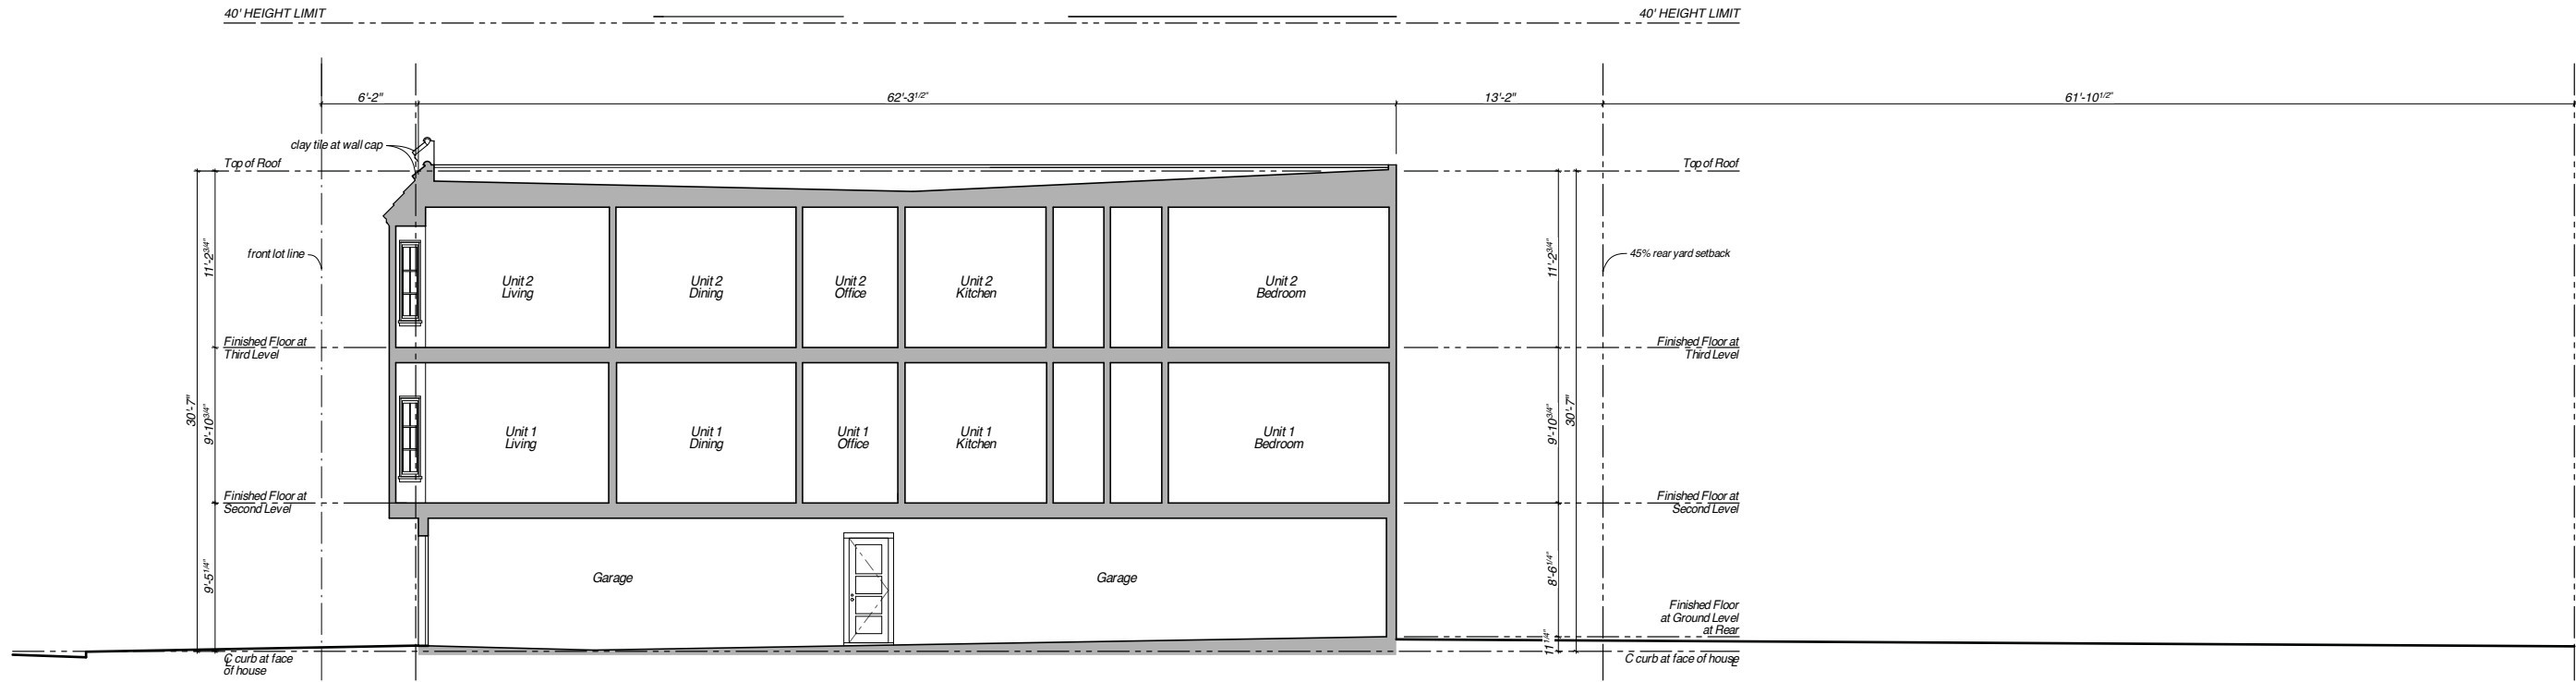 40' HEIGHT LIMIT
40' HEIGHT LIMIT
6'-2"
62'-3 1/2"
13'-2"
61'-10 1/2"
clay tile at wall cap
Top of Roof
Top of Roof
front lot line
45% rear yard setback
11'-2 3/4"
11'-2 3/4"
Unit 2
Living
Unit 2
Dining
Unit 2
Office
Unit 2
Kitchen
Unit 2
Bedroom
Finished Floor at
Third Level
Finished Floor at
Third Level
30'-7"
9'-10 3/4"
9'-10 3/4"
30'-7"
Unit 1
Living
Unit 1
Dining
Unit 1
Office
Unit 1
Kitchen
Unit 1
Bedroom
Finished Floor at
Second Level
Finished Floor at
Second Level
9'-5 1/4"
Garage
Garage
8'-6 1/4"
Finished Floor
at Ground Level
at Rear
11 1/4"
C curb at face
L
of house
C curb at face of house
L